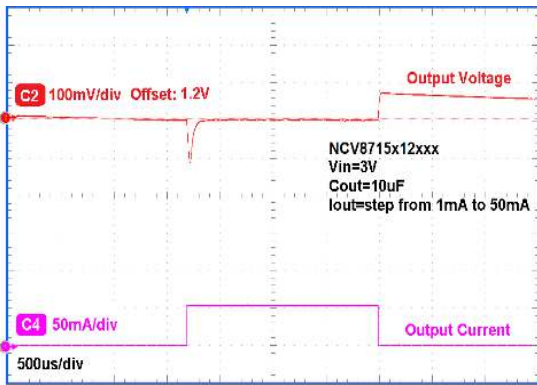 Output Voltage
C2 100mV/div Offset: 1.2V
NCV8715x12xxx
Vin=3V
Cout=10uF
Iout=step from 1mA to 50mA
C4 50mA/div
Output Current
500us/div